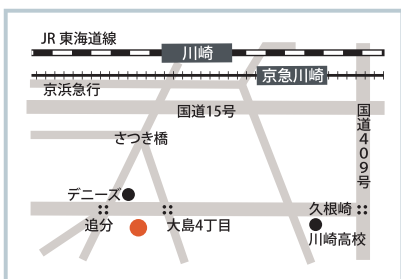 JR 東海道線
川崎
京急川崎
京浜急行
国道15号
国道409号
さつき橋
デニーズ
久根崎
追分
大島4丁目
川崎高校